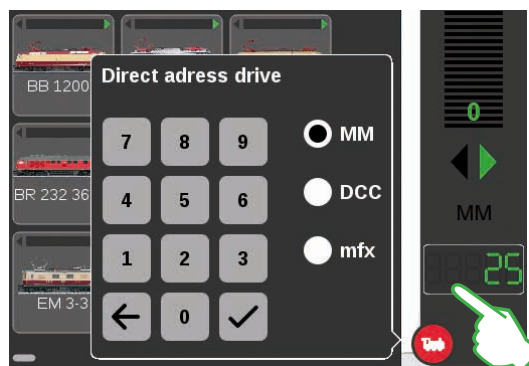 Direct adress drive
BB 1200
BR 232 36
EM 3-3
7 8 9
4 5 6
1 2 3
0
MM
DCC
mfx
0
MM
25